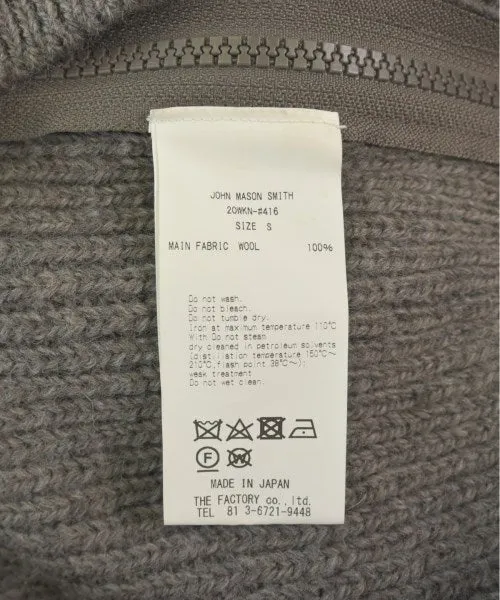 JOHN MASON SMITH
20WKN-#416
SIZE S
MAIN FABRIC WOOL 100%
Do not wash.
Do not bleach.
Do not tumble dry.
Iron at maximum temperature 110℃
With Do not steam
dry cleaned in petroleum solvents
(distillation temperature 150℃~
210℃, flash point 38℃~):
weak treatment
Do not wet clean.
F W
MADE IN JAPAN
THE FACTORY co., ltd.
TEL 81 3-6721-9448